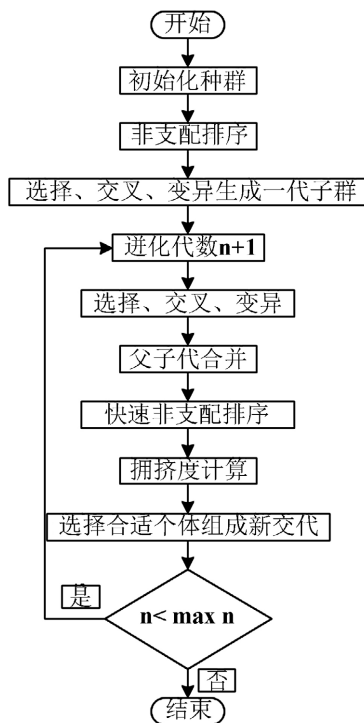 开始
初始化种群
非支配排序
选择、交叉、变异生成一代子群
进化代数n+1
选择、交叉、变异
父子代合并
快速非支配排序
拥挤度计算
选择合适个体组成新交代
是
n< max n
否
结束